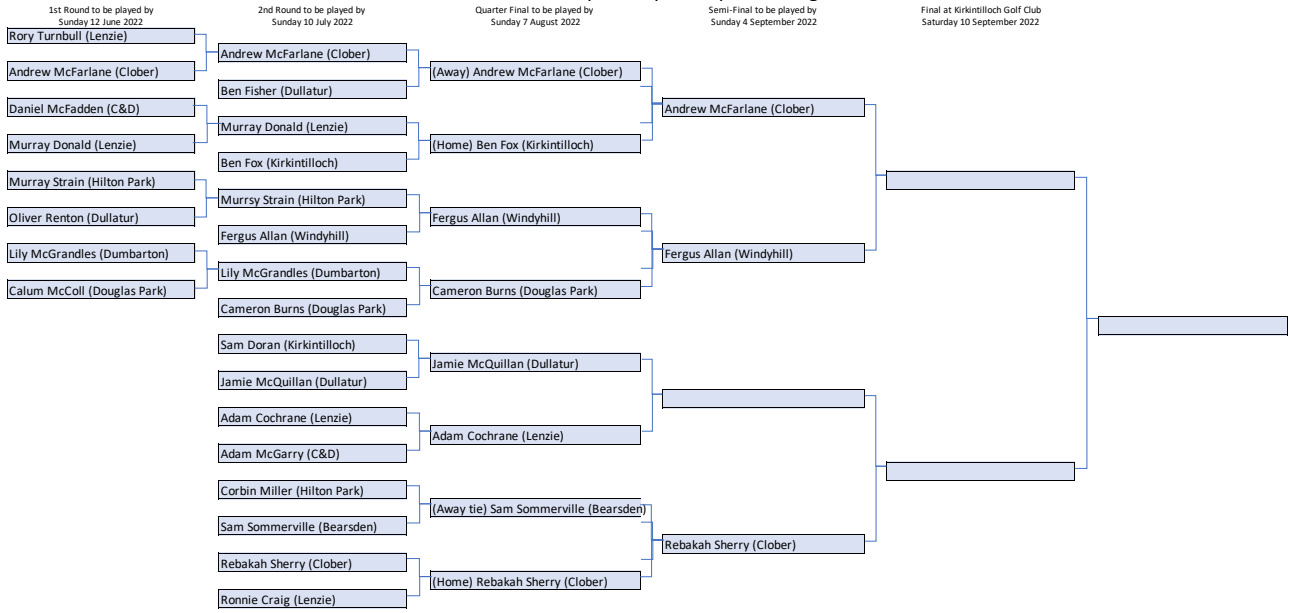 1st Round to be played by
Sunday 12 June 2022
2nd Round to be played by
Sunday 10 July 2022
Quarter Final to be played by
Sunday 7 August 2022
Semi-Final to be played by
Sunday 4 September 2022
Final at Kirkintilloch Golf Club
Saturday 10 September 2022
Rory Turnbull (Lenzie)
Andrew McFarlane (Clober)
Daniel McFadden (C&D)
Murray Donald (Lenzie)
Murray Strain (Hilton Park)
Oliver Renton (Dullatur)
Lily McGrandles (Dumbarton)
Calum McColl (Douglas Park)
Andrew McFarlane (Clober)
Ben Fisher (Dullatur)
Murray Donald (Lenzie)
Ben Fox (Kirkintilloch)
Murrsy Strain (Hilton Park)
Fergus Allan (Windyhill)
Lily McGrandles (Dumbarton)
Cameron Burns (Douglas Park)
Sam Doran (Kirkintilloch)
Jamie McQuillan (Dullatur)
Adam Cochrane (Lenzie)
Adam McGarry (C&D)
Corbin Miller (Hilton Park)
Sam Sommerville (Bearsden)
Rebakah Sherry (Clober)
Ronnie Craig (Lenzie)
(Away) Andrew McFarlane (Clober)
(Home) Ben Fox (Kirkintilloch)
Fergus Allan (Windyhill)
Cameron Burns (Douglas Park)
Jamie McQuillan (Dullatur)
Adam Cochrane (Lenzie)
(Away tie) Sam Sommerville (Bearsden)
(Home) Rebakah Sherry (Clober)
Andrew McFarlane (Clober)
Fergus Allan (Windyhill)
Rebakah Sherry (Clober)